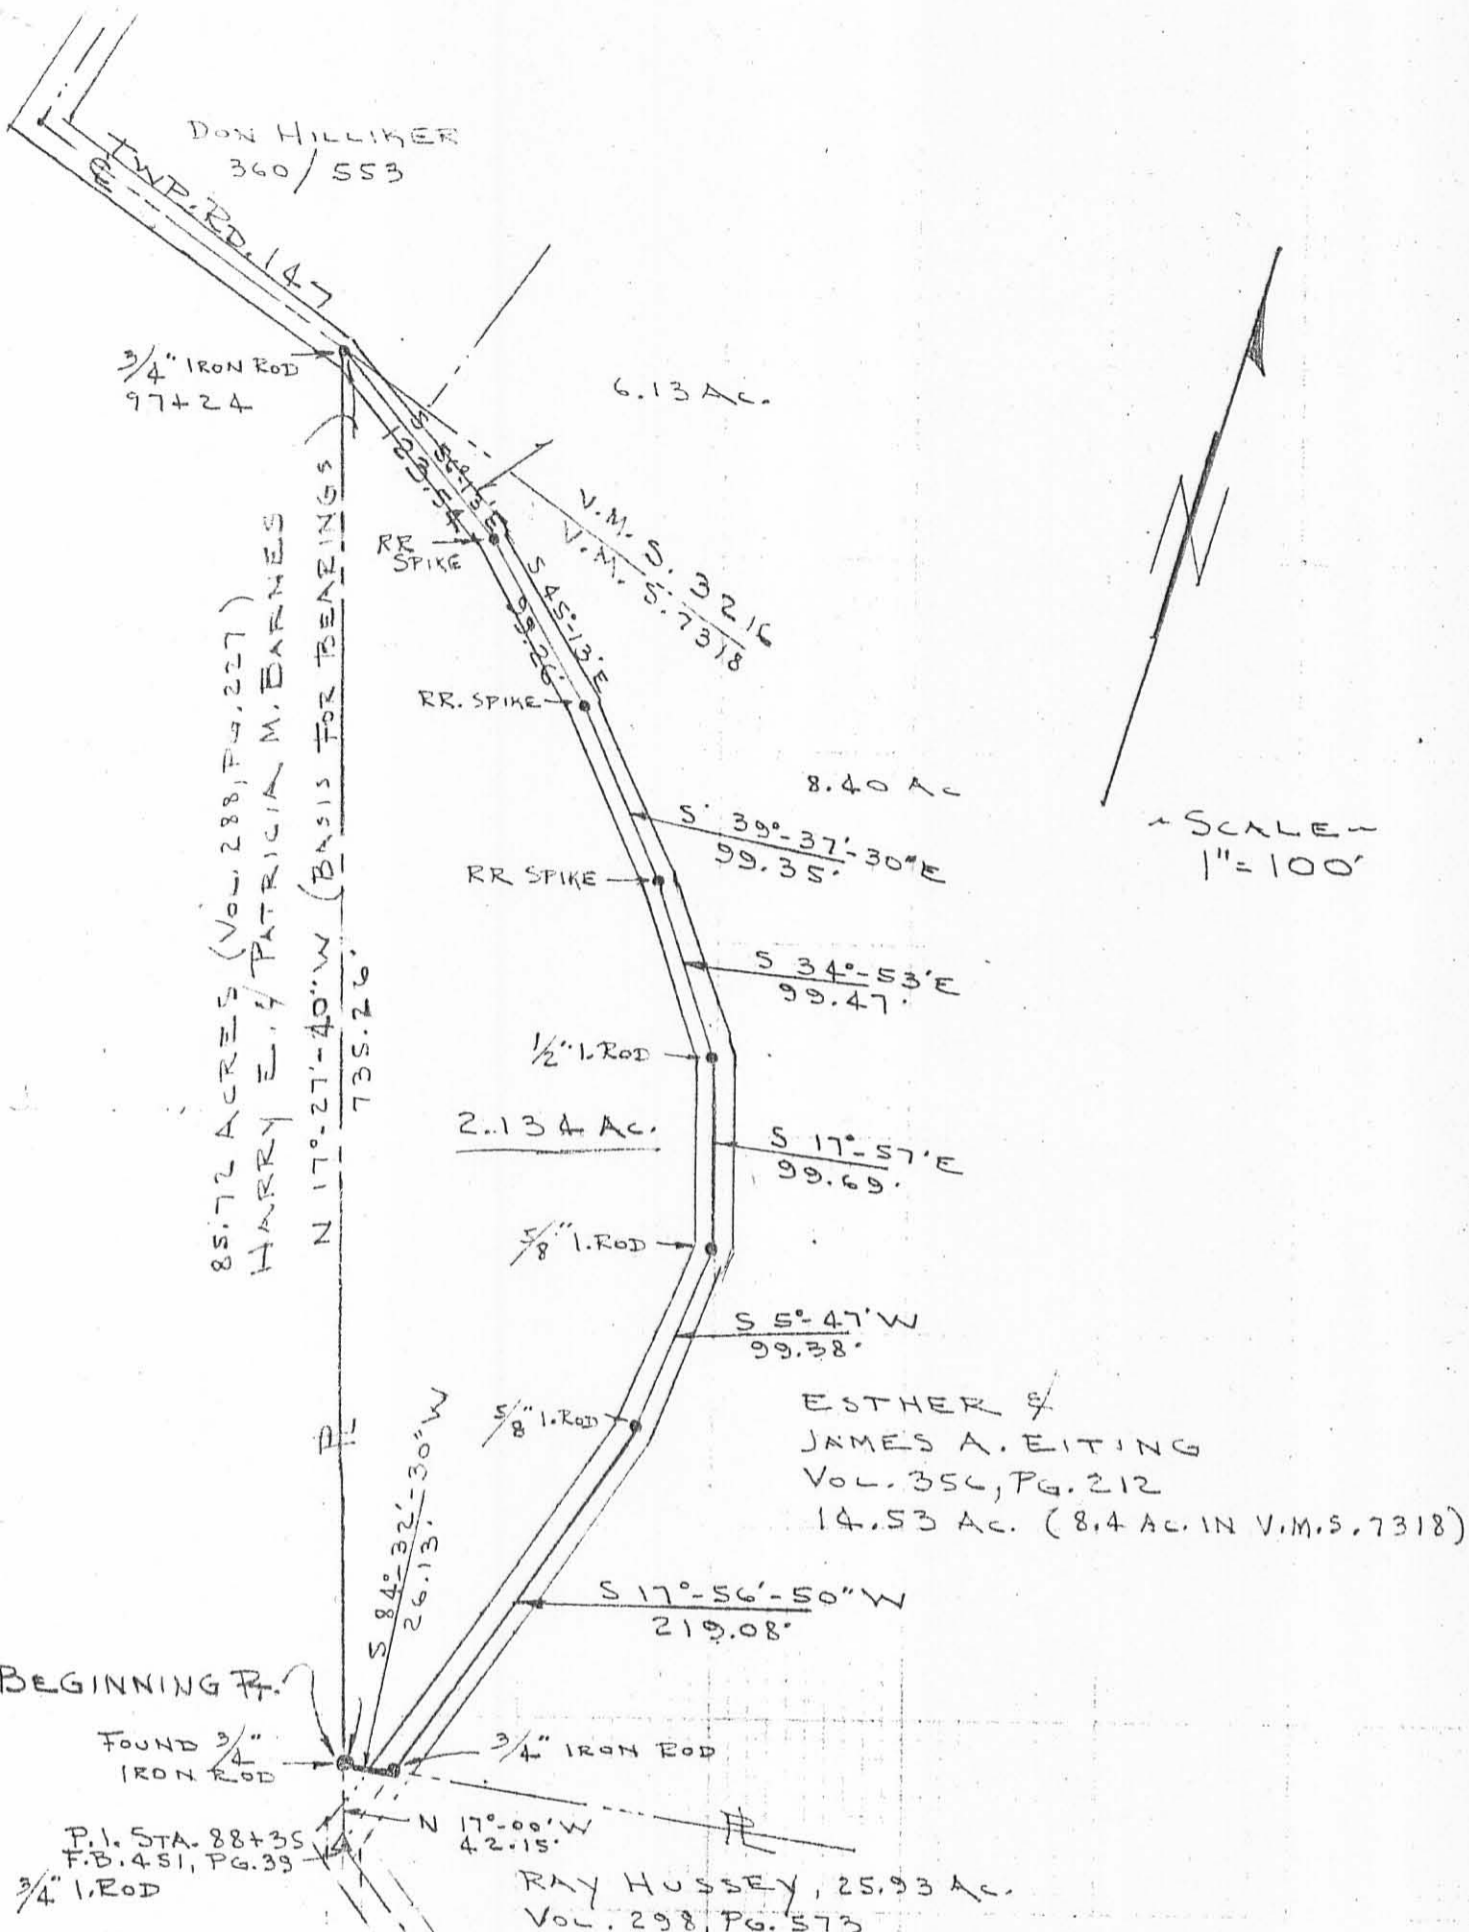 DON HILLIKER
360/553
TWP. RD. 147
3/4" IRON ROD
97+24
6.13 AC.
S 56°-13' E
123.54
V.M.S. 3216
V.M.S. 7318
RR
SPIKE
S 45°-13' E
99.26'
RR. SPIKE
8.40 AC
S 39°-37'-30" E
99.35'
~SCALE~
1"=100'
N
RR SPIKE
S 34°-53' E
99.47'
85.72 ACRES (VOL. 288, PG. 227)
HARRY E. & PATRICIA M. BARNES
N 17°-27'-40" W (BASIS FOR BEARINGS
735.26'
1/2" I. ROD
2.134 AC.
S 17°-57' E
99.69'
5/8" I. ROD
S 5°-47' W
99.38'
5/8" I. ROD
PL
ESTHER &
JAMES A. EITING
VOL. 356, PG. 212
14.53 AC. (8.4 AC. IN V.M.S. 7318)
S 84°-32'-30" W
26.13'
S 17°-56'-50" W
219.08'
BEGINNING PT.
FOUND 3/4"
IRON ROD
3/4" IRON ROD
N 17°-00' W
42.15'
PL
P.I. STA. 88+35
F.B. 451, PG. 39
3/4" I. ROD
RAY HUSSEY, 25.93 AC.
VOL. 298, PG. 573